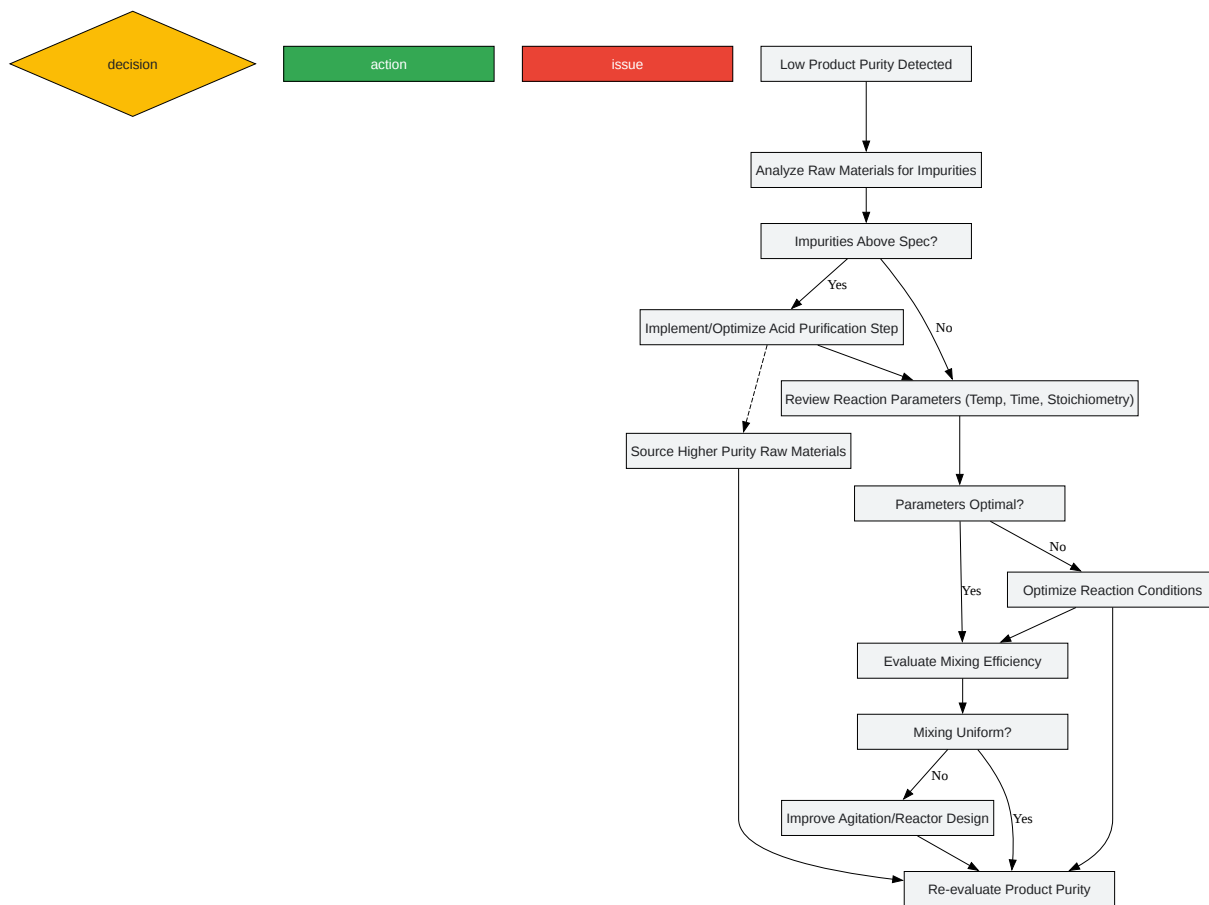 decision
action
issue
Low Product Purity Detected
Analyze Raw Materials for Impurities
Impurities Above Spec?
Yes
Implement/Optimize Acid Purification Step
No
Review Reaction Parameters (Temp, Time, Stoichiometry)
Source Higher Purity Raw Materials
Parameters Optimal?
No
Yes
Optimize Reaction Conditions
Evaluate Mixing Efficiency
Mixing Uniform?
No
Improve Agitation/Reactor Design
Yes
Re-evaluate Product Purity